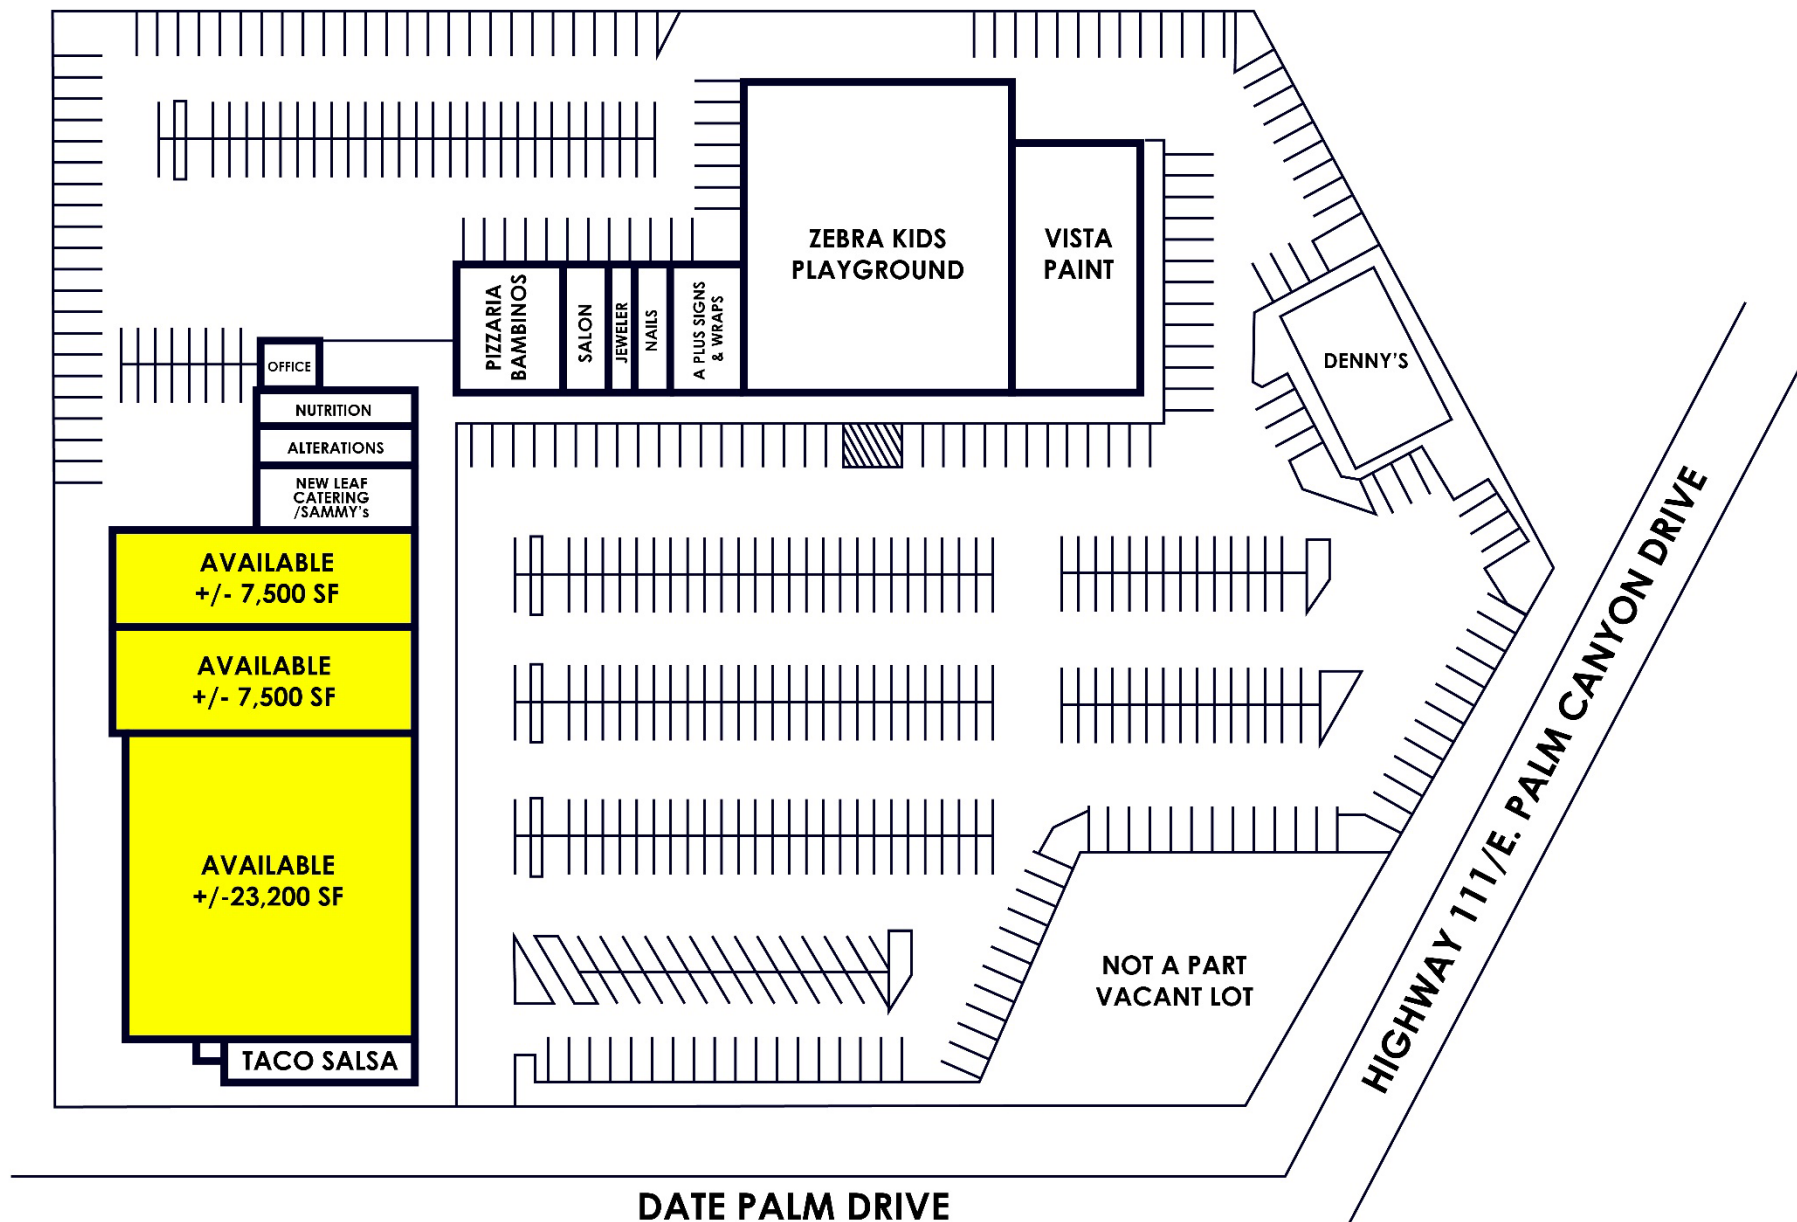 ZEBRA KIDS
PLAYGROUND
VISTA
PAINT
PIZZARIA
BAMBINOS
SALON
JEWELER
NAILS
A PLUS SIGNS
& WRAPS
DENNY'S
OFFICE
NUTRITION
ALTERATIONS
NEW LEAF
CATERING
/SAMMY's
AVAILABLE
+/- 7,500 SF
AVAILABLE
+/- 7,500 SF
AVAILABLE
+/-23,200 SF
TACO SALSA
NOT A PART
VACANT LOT
HIGHWAY 111/E. PALM CANYON DRIVE
DATE PALM DRIVE